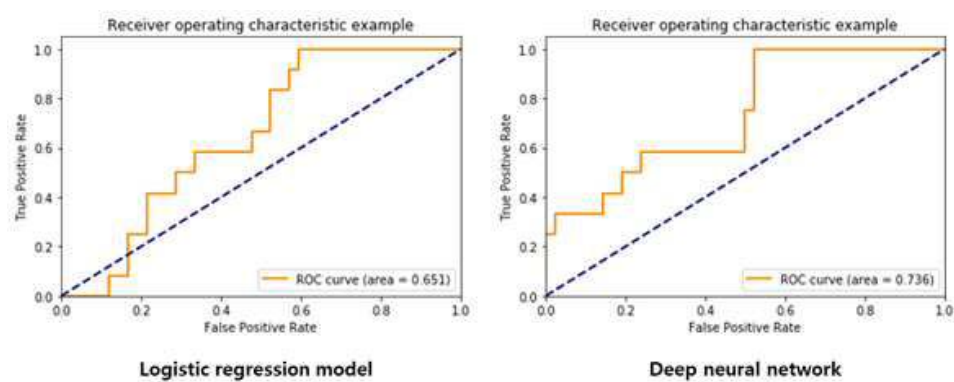 Receiver operating characteristic example
1.0
0.8
0.6
0.4
0.2
0.0
True Positive Rate
ROC curve (area = 0.651)
0.0 0.2 0.4 0.6 0.8 1.0
False Positive Rate
Logistic regression model
Receiver operating characteristic example
1.0
0.8
0.6
0.4
0.2
0.0
True Positive Rate
ROC curve (area = 0.736)
0.0 0.2 0.4 0.6 0.8 1.0
False Positive Rate
Deep neural network